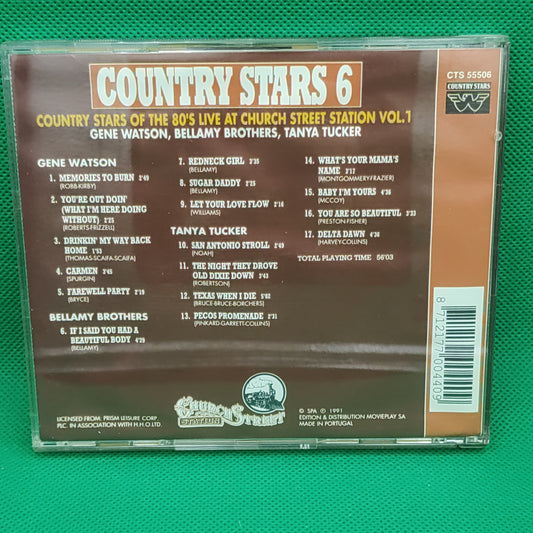 CTS 55506
COUNTRY STARS
COUNTRY STARS 6
COUNTRY STARS OF THE 80'S LIVE AT CHURCH STREET STATION VOL.1
GENE WATSON, BELLAMY BROTHERS, TANYA TUCKER
GENE WATSON
1. MEMORIES TO BURN 2'49
(ROBB-KIRBY)
2. YOU'RE OUT DOIN'
(WHAT I'M HERE DOING
WITHOUT) 2'25
(ROBERTS-FRIZZELL)
3. DRINKIN' MY WAY BACK
HOME 2'53
(THOMAS-SCAIFA-SCAIFA)
4. CARMEN 3'45
(SPURGIN)
5. FAREWELL PARTY 2'19
(BRYCE)
BELLAMY BROTHERS
6. IF I SAID YOU HAD A
BEAUTIFUL BODY 4'29
(BELLAMY)
7. REDNECK GIRL 3'35
(BELLAMY)
8. SUGAR DADDY 2'25
(BELLAMY)
9. LET YOUR LOVE FLOW 2'16
(WILLIAMS)
TANYA TUCKER
10. SAN ANTONIO STROLL 2'49
(NOAH)
11. THE NIGHT THEY DROVE
OLD DIXIE DOWN 3'43
(ROBERTSON)
12. TEXAS WHEN I DIE 5'02
(BRUCE-BRUCE-BORCHERS)
13. PECOS PROMENADE 2'31
(PINKARD-GARRETT-COLLINS)
14. WHAT'S YOUR MAMA'S
NAME 3'17
(MONTGOMMERY-FRAZIER)
15. BABY I'M YOURS 4'36
(MCCOY)
16. YOU ARE SO BEAUTIFUL 3'33
(PRESTON-FISHER)
17. DELTA DAWN 4'36
(HARVEY-COLLINS)
TOTAL PLAYING TIME 56'03
8 712177 004409
LICENSED FROM; PRISM LEISURE CORP.
PLC. IN ASSOCIATION WITH H.H.O LTD.
CHURCH STREET
STATION
© SPA ℗ 1991
EDITION & DISTRIBUTION MOVIEPLAY SA
MADE IN PORTUGAL